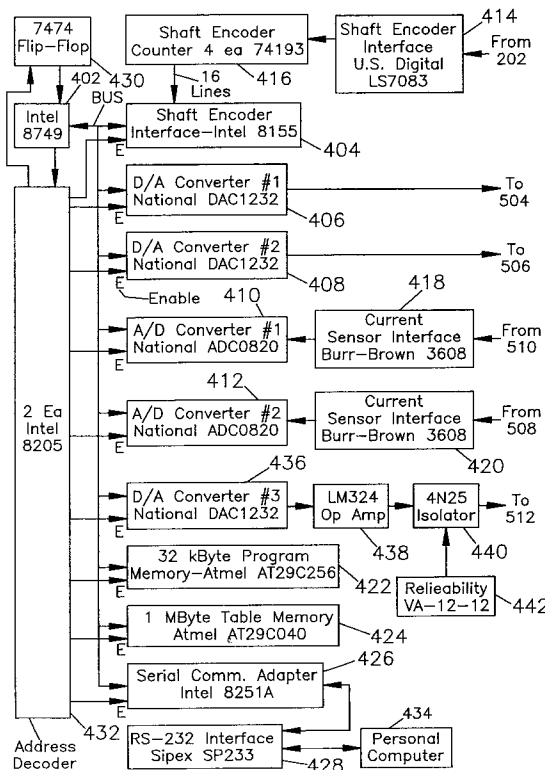 7474
Flip-Flop
430
Shaft Encoder
Counter 4 ea 74193
416
Shaft Encoder
Interface
U.S. Digital
LS7083
414
From
202
402
BUS
16
Lines
Intel
8749
Shaft Encoder
Interface-Intel 8155
E
404
D/A Converter #1
National DAC1232
E
406
To
504
D/A Converter #2
National DAC1232
E
408
To
506
Enable
410
A/D Converter #1
National ADC0820
E
418
Current
Sensor Interface
Burr-Brown 3608
From
510
412
A/D Converter #2
National ADC0820
E
Current
Sensor Interface
Burr-Brown 3608
420
From
508
2 Ea
Intel
8205
436
D/A Converter #3
National DAC1232
E
LM324
Op Amp
438
4N25
Isolator
440
To
512
32 kByte Program
Memory-Atmel AT29C256
E
422
Relieability
VA-12-12
442
1 MByte Table Memory
Atmel AT29C040
E
424
426
Serial Comm. Adapter
Intel 8251A
E
432
Address
Decoder
RS-232 Interface
Sipex SP233
428
434
Personal
Computer